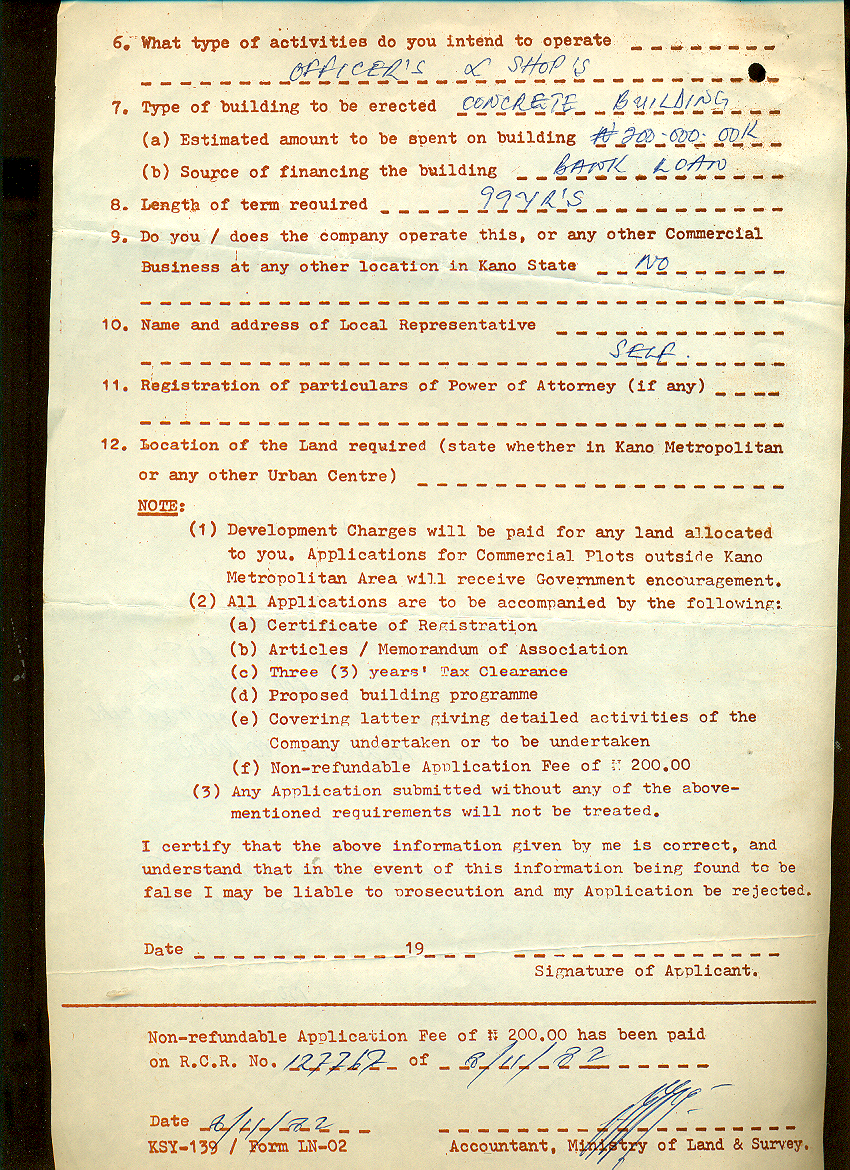 6. What type of activities do you intend to operate
OFFICER'S & SHOP'S
7. Type of building to be erected CONCRETE BUILDING
(a) Estimated amount to be spent on building ₦ 200-000-00K
(b) Source of financing the building BANK LOAN
8. Length of term required 99YR'S
9. Do you / does the company operate this, or any other Commercial
Business at any other location in Kano State NO
10. Name and address of Local Representative
SELF.
11. Registration of particulars of Power of Attorney (if any)
12. Location of the Land required (state whether in Kano Metropolitan
or any other Urban Centre)
NOTE:
(1) Development Charges will be paid for any land allocated
to you. Applications for Commercial Plots outside Kano
Metropolitan Area will receive Government encouragement.
(2) All Applications are to be accompanied by the following:
(a) Certificate of Registration
(b) Articles / Memorandum of Association
(c) Three (3) years' Tax Clearance
(d) Proposed building programme
(e) Covering latter giving detailed activities of the
Company undertaken or to be undertaken
(f) Non-refundable Application Fee of ₦ 200.00
(3) Any Application submitted without any of the above-
mentioned requirements will not be treated.
I certify that the above information given by me is correct, and
understand that in the event of this information being found to be
false I may be liable to prosecution and my Application be rejected.
Date 19
Signature of Applicant.
Non-refundable Application Fee of ₦ 200.00 has been paid
on R.C.R. No. 127767 of 8/11/82
Date 8/11/82
KSY-139 / Form LN-02 Accountant, Ministry of Land & Survey.